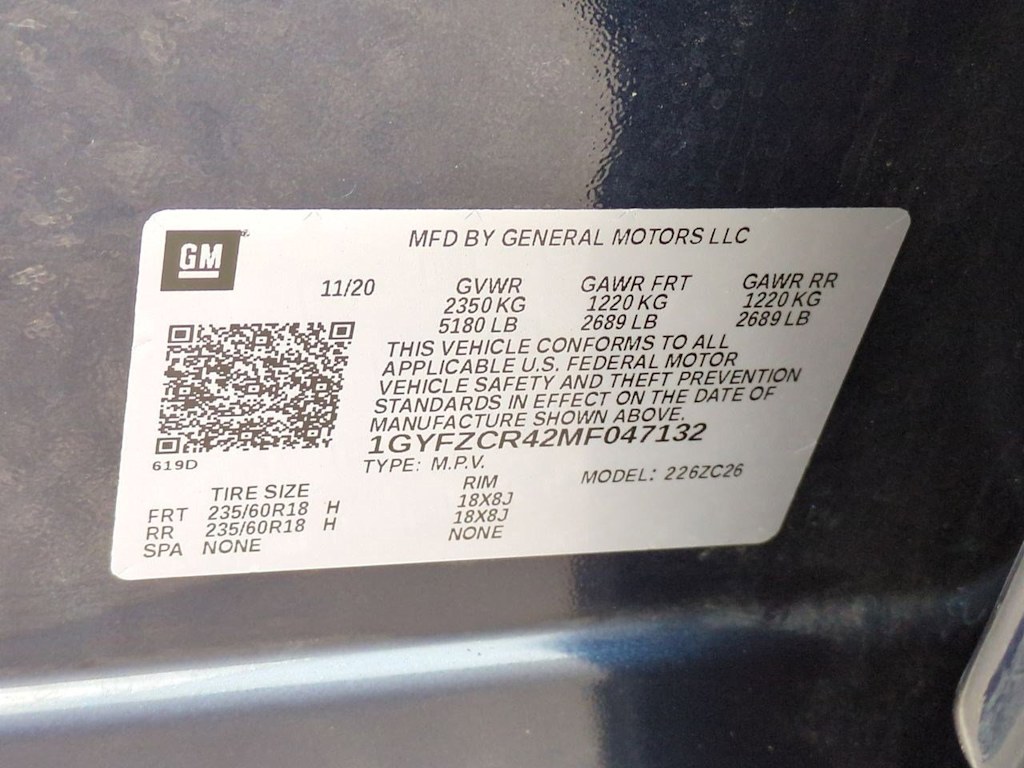 GM
MFD BY GENERAL MOTORS LLC
11/20
GVWR GAWR FRT GAWR RR
2350 KG 1220 KG 1220 KG
5180 LB 2689 LB 2689 LB
THIS VEHICLE CONFORMS TO ALL
APPLICABLE U.S. FEDERAL MOTOR
VEHICLE SAFETY AND THEFT PREVENTION
STANDARDS IN EFFECT ON THE DATE OF
MANUFACTURE SHOWN ABOVE.
1GYFZCR42MF047132
619D
TYPE: M.P.V. MODEL: 226ZC26
TIRE SIZE RIM
FRT 235/60R18 H 18X8J
RR 235/60R18 H 18X8J
SPA NONE NONE